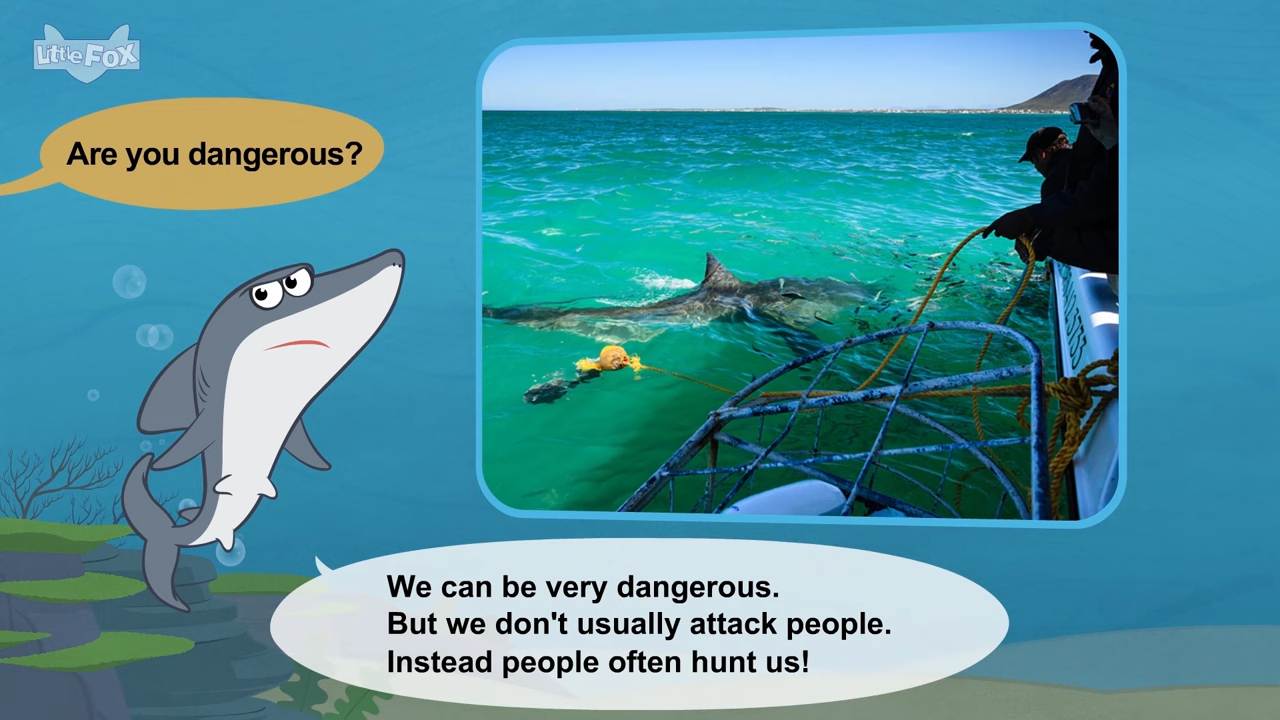 Little Fox
Are you dangerous?
We can be very dangerous.
But we don't usually attack people.
Instead people often hunt us!